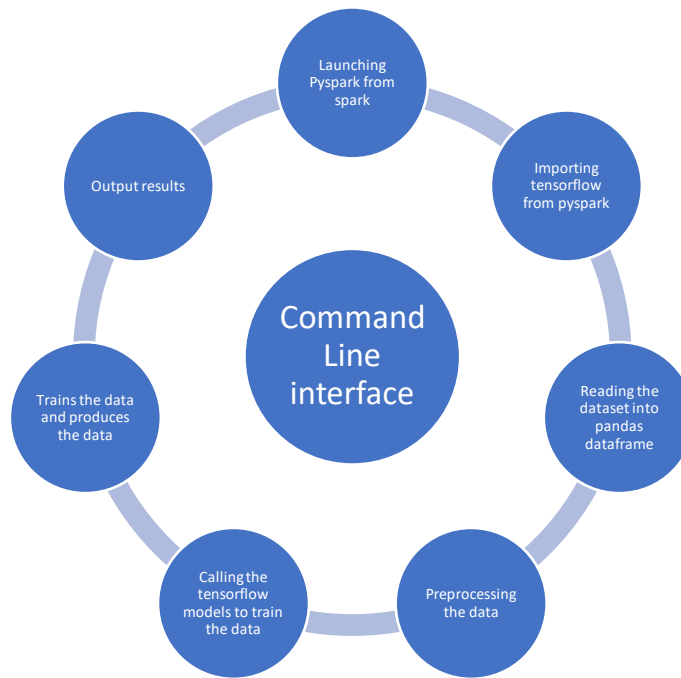 Launching
Pyspark from
spark
Importing
tensorflow
from pyspark
Reading the
dataset into
pandas
dataframe
Preprocessing
the data
Calling the
tensorflow
models to train
the data
Trains the data
and produces
the data
Output results
Command
Line
interface